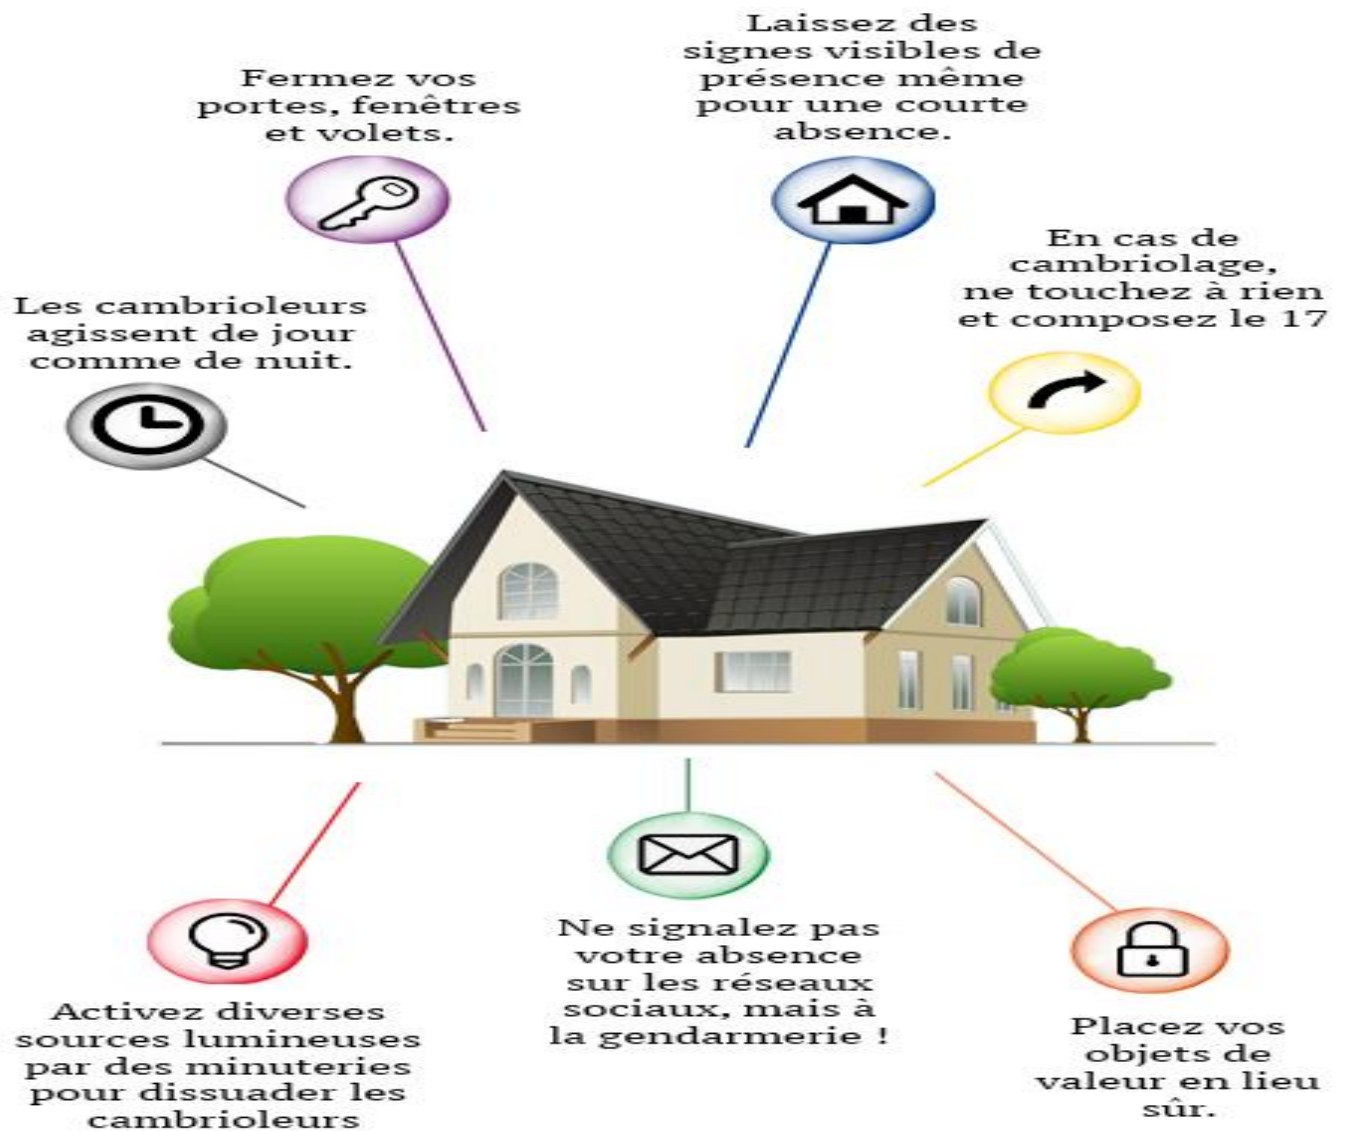 Laissez des
signes visibles de
présence même
pour une courte
absence.
Fermez vos
portes, fenêtres
et volets.
En cas de
cambriolage,
ne touchez à rien
et composez le 17
Les cambrioleurs
agissent de jour
comme de nuit.
Ne signalez pas
votre absence
sur les réseaux
sociaux, mais à
la gendarmerie !
Activez diverses
sources lumineuses
par des minuteries
pour dissuader les
cambrioleurs
Placez vos
objets de
valeur en lieu
sûr.